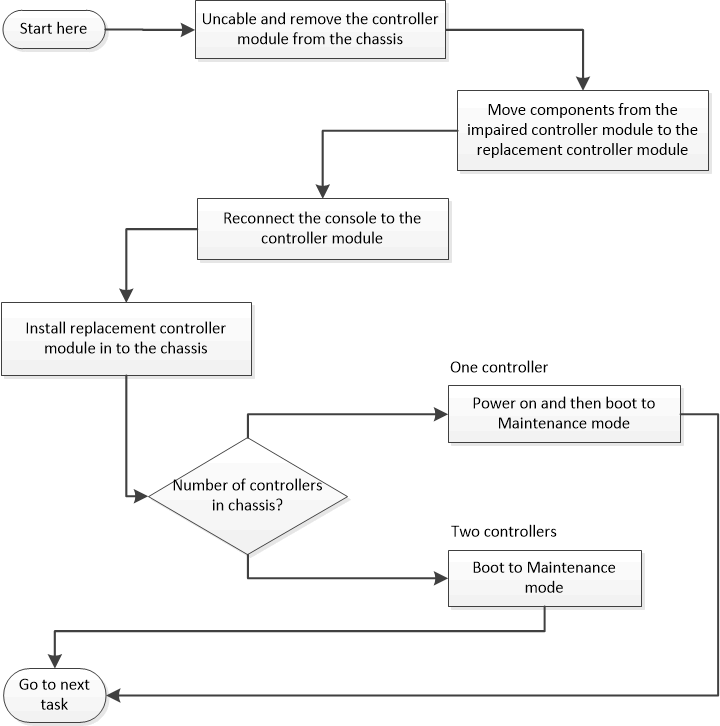 Start here
Uncable and remove the controller
module from the chassis
Move components from the
impaired controller module to the
replacement controller module
Reconnect the console to the
controller module
Install replacement controller
module in to the chassis
One controller
Power on and then boot to
Maintenance mode
Number of controllers
in chassis?
Two controllers
Boot to Maintenance
mode
Go to next
task